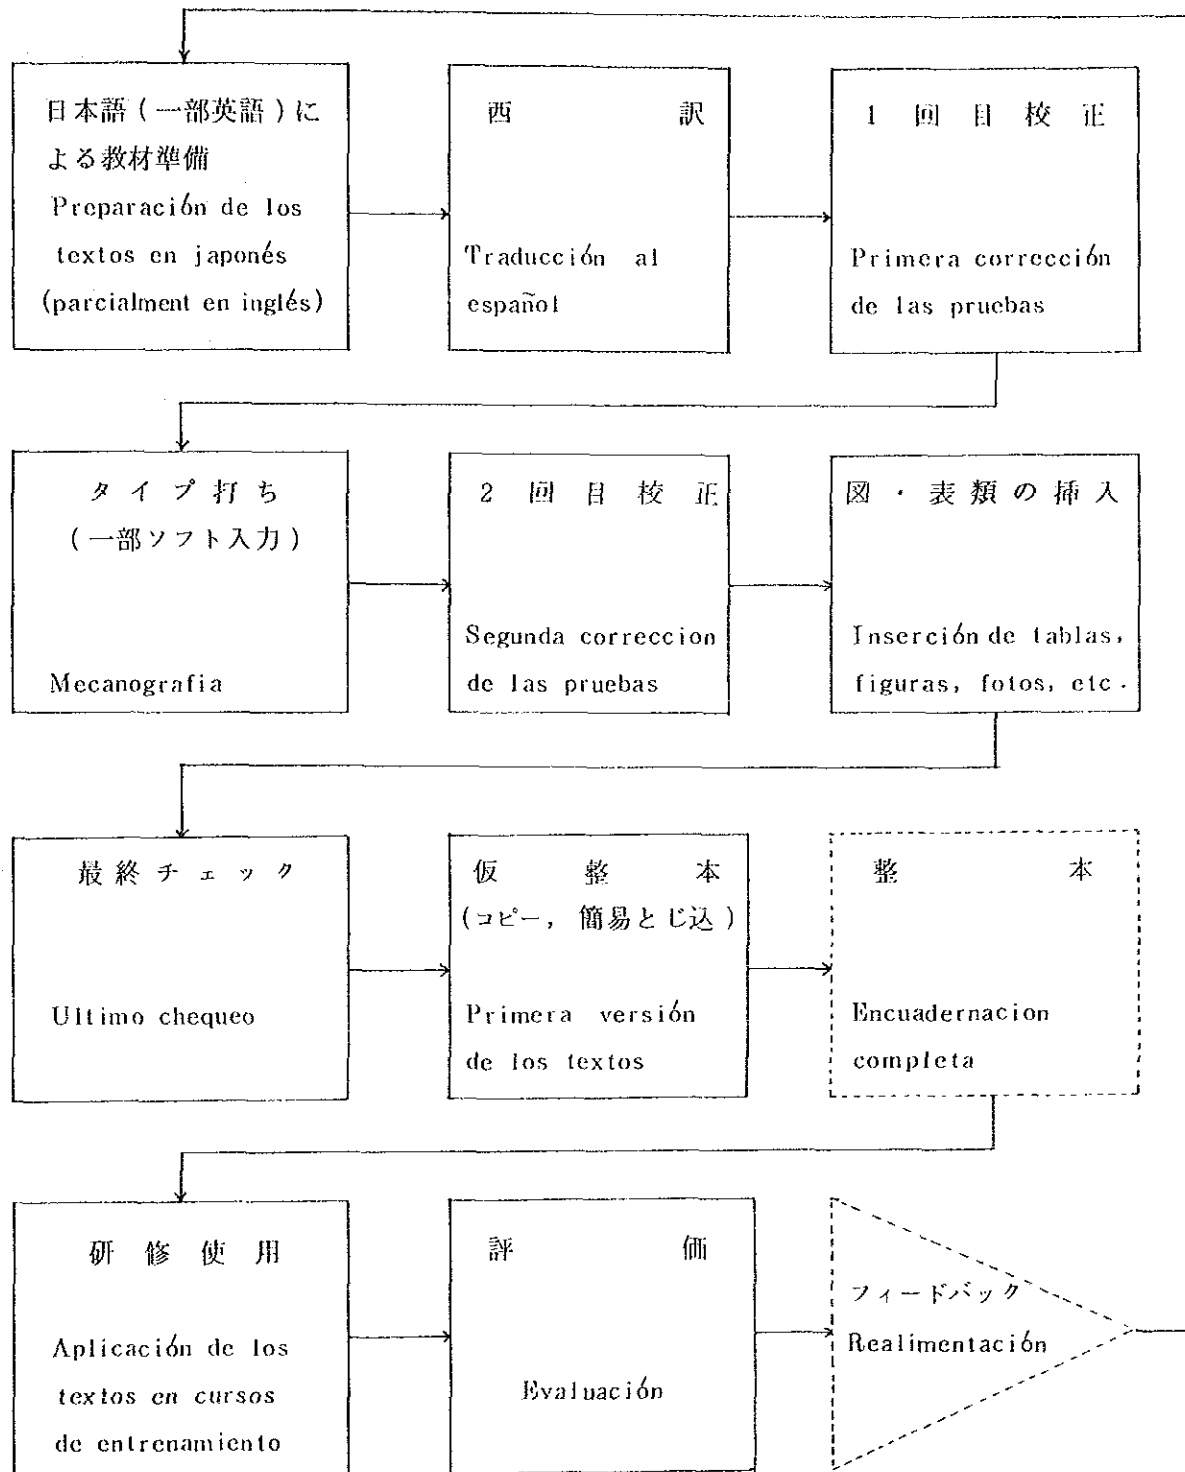 日本語(一部英語)に
よる教材準備
Preparación de los
textos en japonés
(parcialment en inglés)
西訳
Traducción al
español
1回目校正
Primera corrección
de las pruebas
タイプ打ち
(一部ソフト入力)
Mecanografia
2回目校正
Segunda correccion
de las pruebas
図・表類の挿入
Inserción de tablas,
figuras, fotos, etc.
最終チェック
Ultimo chequeo
仮整本
(コピー, 簡易とじ込)
Primera versión
de los textos
整本
Encuadernacion
completa
研修使用
Aplicación de los
textos en cursos
de entrenamiento
評価
Evaluación
フィードバック
Realimentación